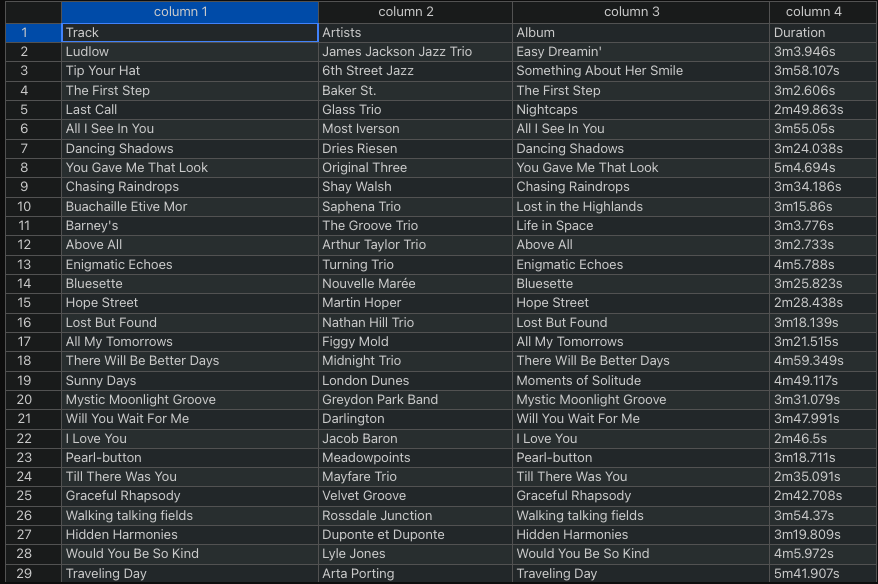 column 1 column 2 column 3 column 4
1 Track Artists Album Duration
2 Ludlow James Jackson Jazz Trio Easy Dreamin' 3m3.946s
3 Tip Your Hat 6th Street Jazz Something About Her Smile 3m58.107s
4 The First Step Baker St. The First Step 3m2.606s
5 Last Call Glass Trio Nightcaps 2m49.863s
6 All I See In You Most Iverson All I See In You 3m55.05s
7 Dancing Shadows Dries Riesen Dancing Shadows 3m24.038s
8 You Gave Me That Look Original Three You Gave Me That Look 5m4.694s
9 Chasing Raindrops Shay Walsh Chasing Raindrops 3m34.186s
10 Buachaille Etive Mor Saphena Trio Lost in the Highlands 3m15.86s
11 Barney's The Groove Trio Life in Space 3m3.776s
12 Above All Arthur Taylor Trio Above All 3m2.733s
13 Enigmatic Echoes Turning Trio Enigmatic Echoes 4m5.788s
14 Bluesette Nouvelle Marée Bluesette 3m25.823s
15 Hope Street Martin Hoper Hope Street 2m28.438s
16 Lost But Found Nathan Hill Trio Lost But Found 3m18.139s
17 All My Tomorrows Figgy Mold All My Tomorrows 3m21.515s
18 There Will Be Better Days Midnight Trio There Will Be Better Days 4m59.349s
19 Sunny Days London Dunes Moments of Solitude 4m49.117s
20 Mystic Moonlight Groove Greydon Park Band Mystic Moonlight Groove 3m31.079s
21 Will You Wait For Me Darlington Will You Wait For Me 3m47.991s
22 I Love You Jacob Baron I Love You 2m46.5s
23 Pearl-button Meadowpoints Pearl-button 3m18.711s
24 Till There Was You Mayfare Trio Till There Was You 2m35.091s
25 Graceful Rhapsody Velvet Groove Graceful Rhapsody 2m42.708s
26 Walking talking fields Rossdale Junction Walking talking fields 3m54.37s
27 Hidden Harmonies Duponte et Duponte Hidden Harmonies 3m19.809s
28 Would You Be So Kind Lyle Jones Would You Be So Kind 4m5.972s
29 Traveling Day Arta Porting Traveling Day 5m41.907s